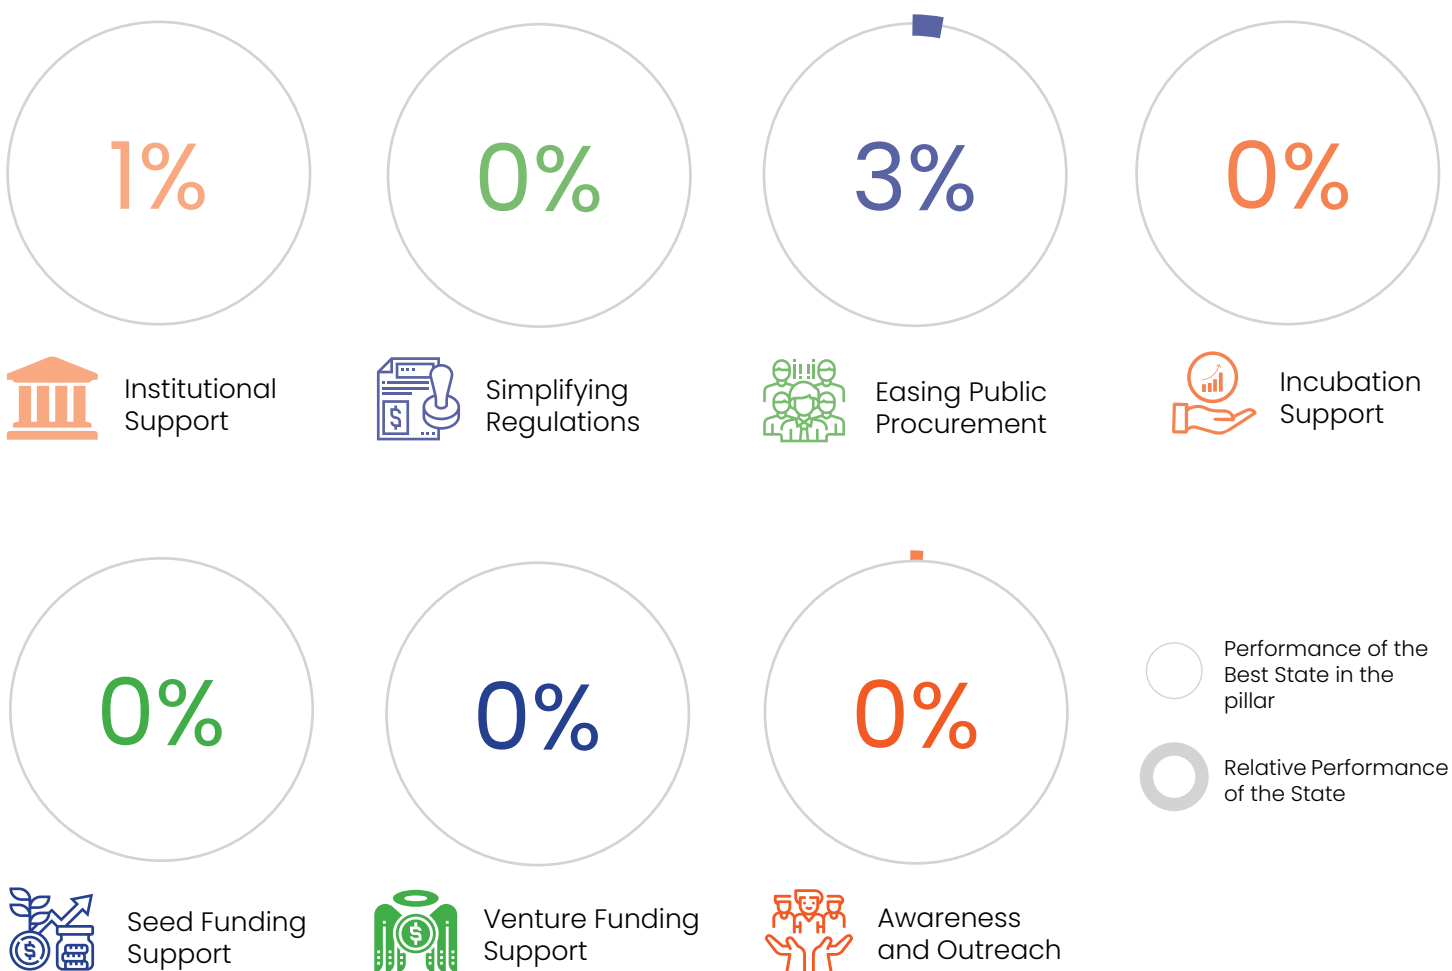 1%
0%
3%
0%
Institutional
Support
Simplifying
Regulations
Easing Public
Procurement
Incubation
Support
0%
0%
0%
Performance of the
Best State in the
pillar
Relative Performance
of the State
Seed Funding
Support
Venture Funding
Support
Awareness
and Outreach